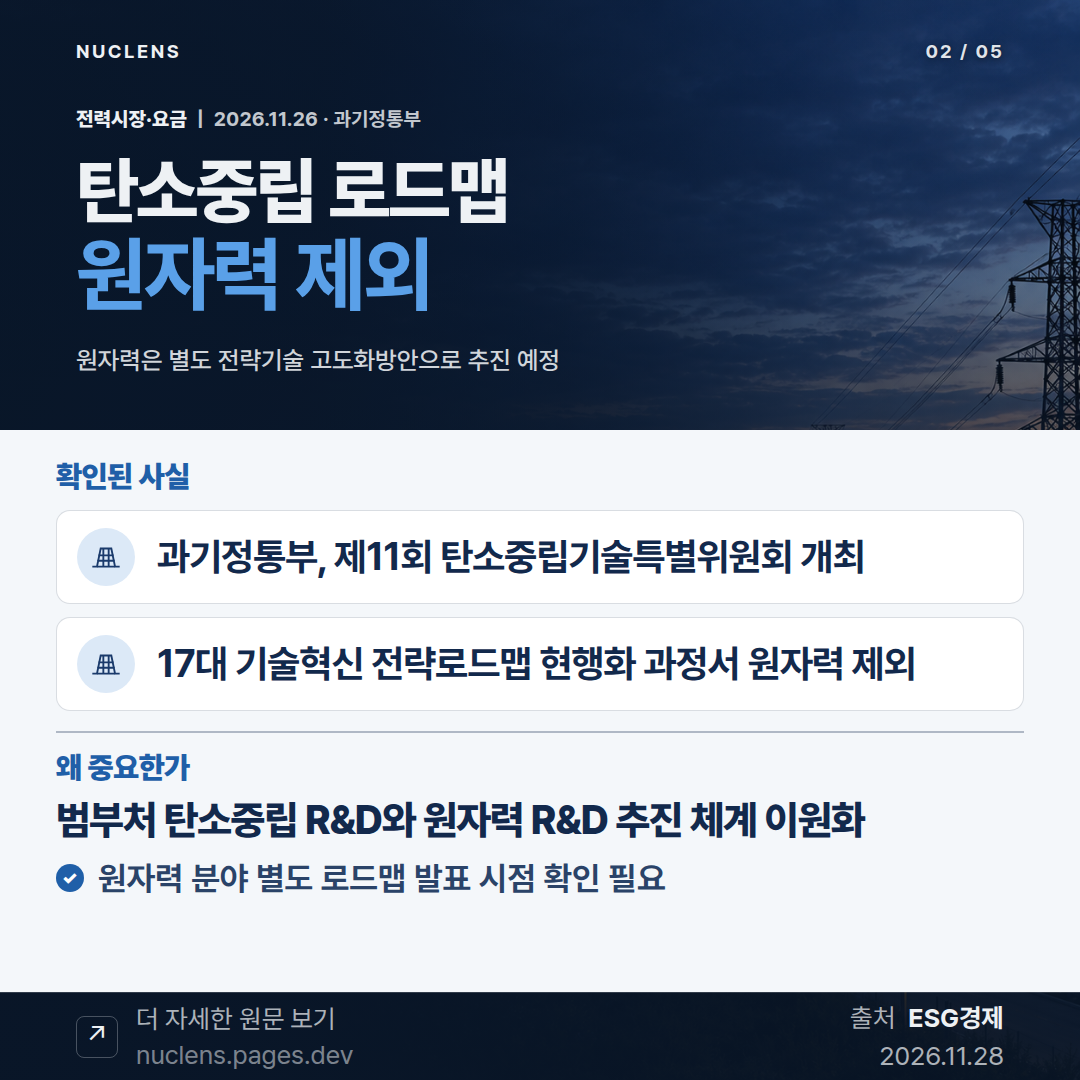 NUCLENS
02 / 05
전력시장·요금 | 2026.11.26 · 과기정통부
탄소중립 로드맵
원자력 제외
원자력은 별도 전략기술 고도화방안으로 추진 예정
확인된 사실
과기정통부, 제11회 탄소중립기술특별위원회 개최
17대 기술혁신 전략로드맵 현행화 과정서 원자력 제외
왜 중요한가
범부처 탄소중립 R&D와 원자력 R&D 추진 체계 이원화
원자력 분야 별도 로드맵 발표 시점 확인 필요
더 자세한 원문 보기
nuclens.pages.dev
출처 ESG경제
2026.11.28